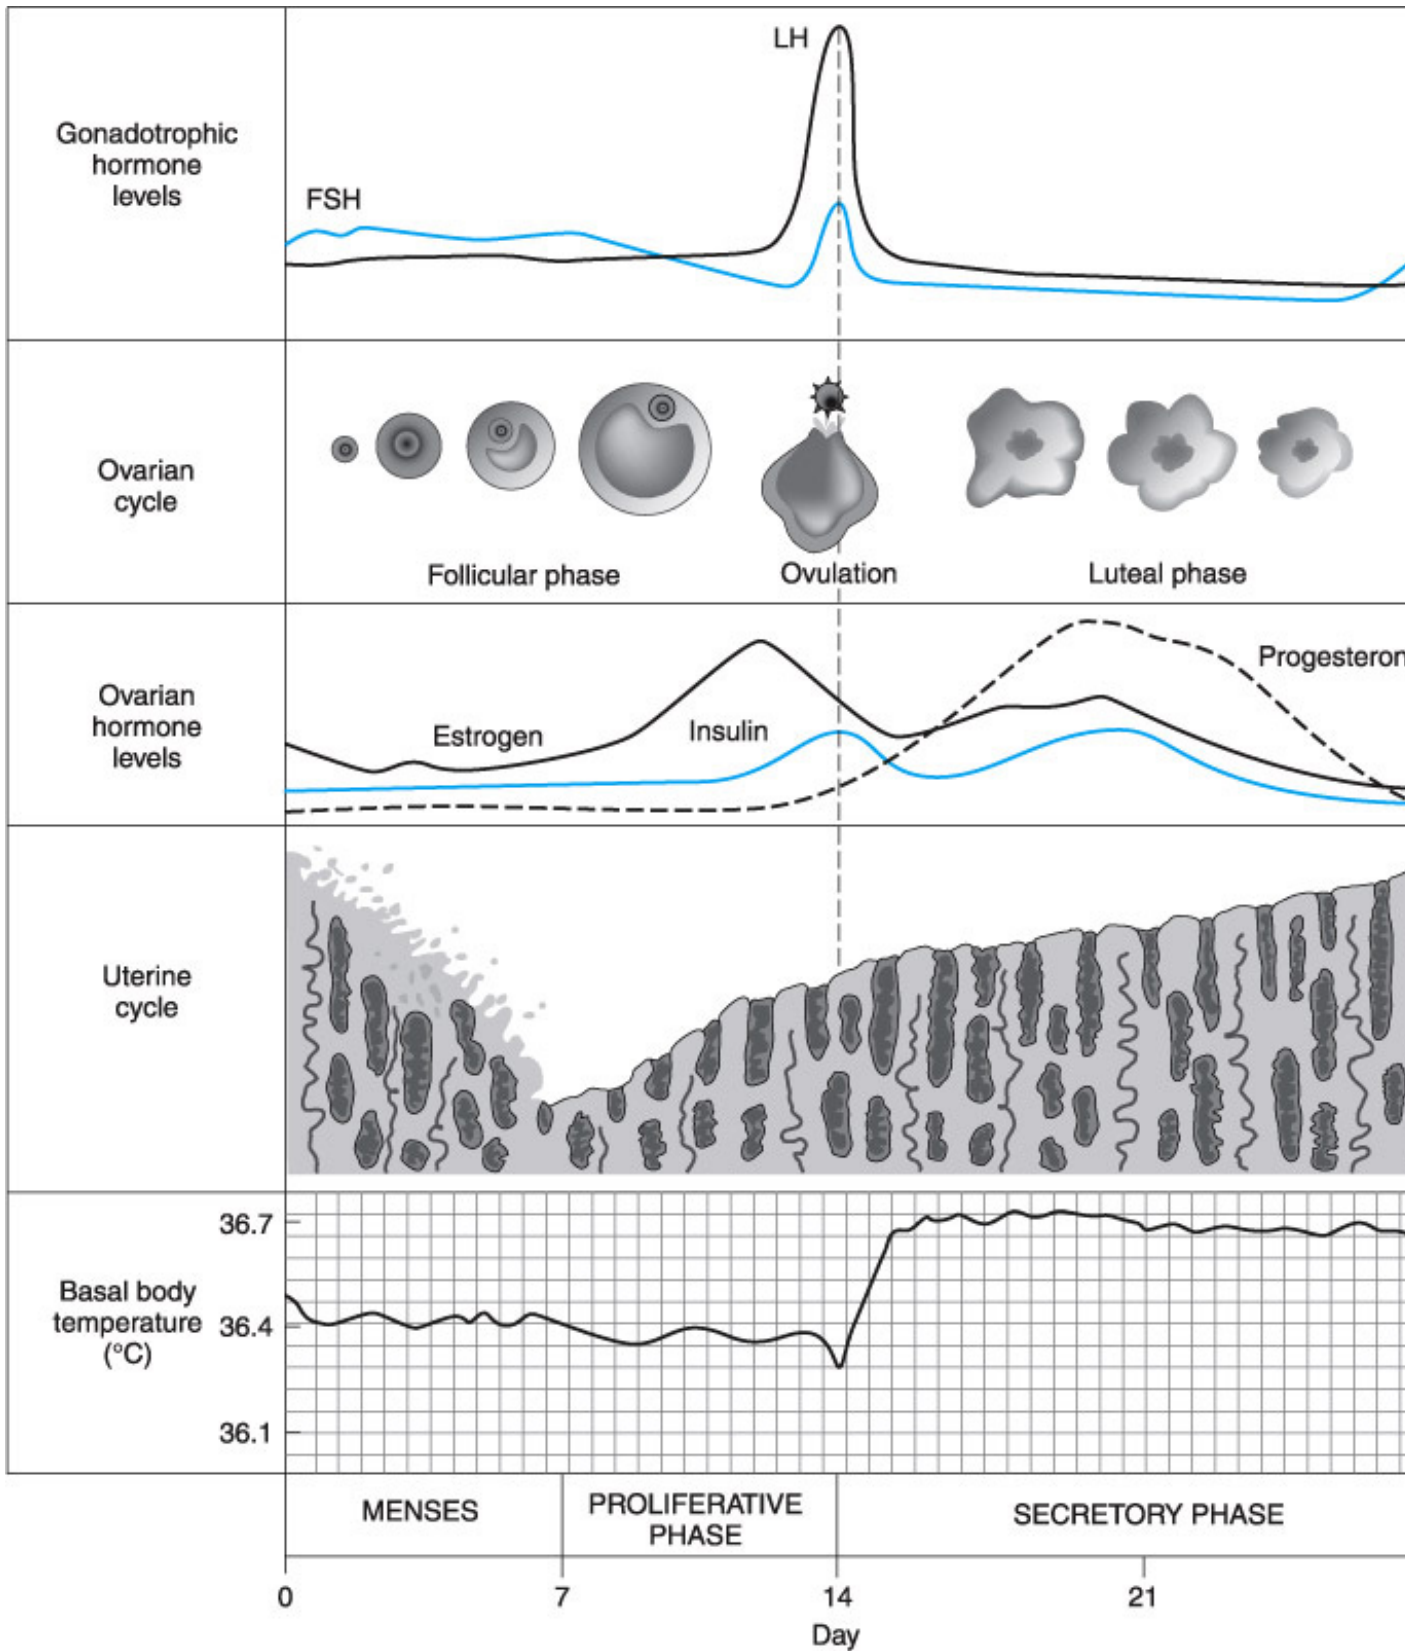 LH
Gonadotrophic
hormone
levels
FSH
Ovarian
cycle
Follicular phase
Ovulation
Luteal phase
Ovarian
hormone
levels
Estrogen
Insulin
Progesteron
Uterine
cycle
Basal body
temperature
(°C)
36.7
36.4
36.1
MENSES
PROLIFERATIVE
PHASE
SECRETORY PHASE
0
7
14
21
Day